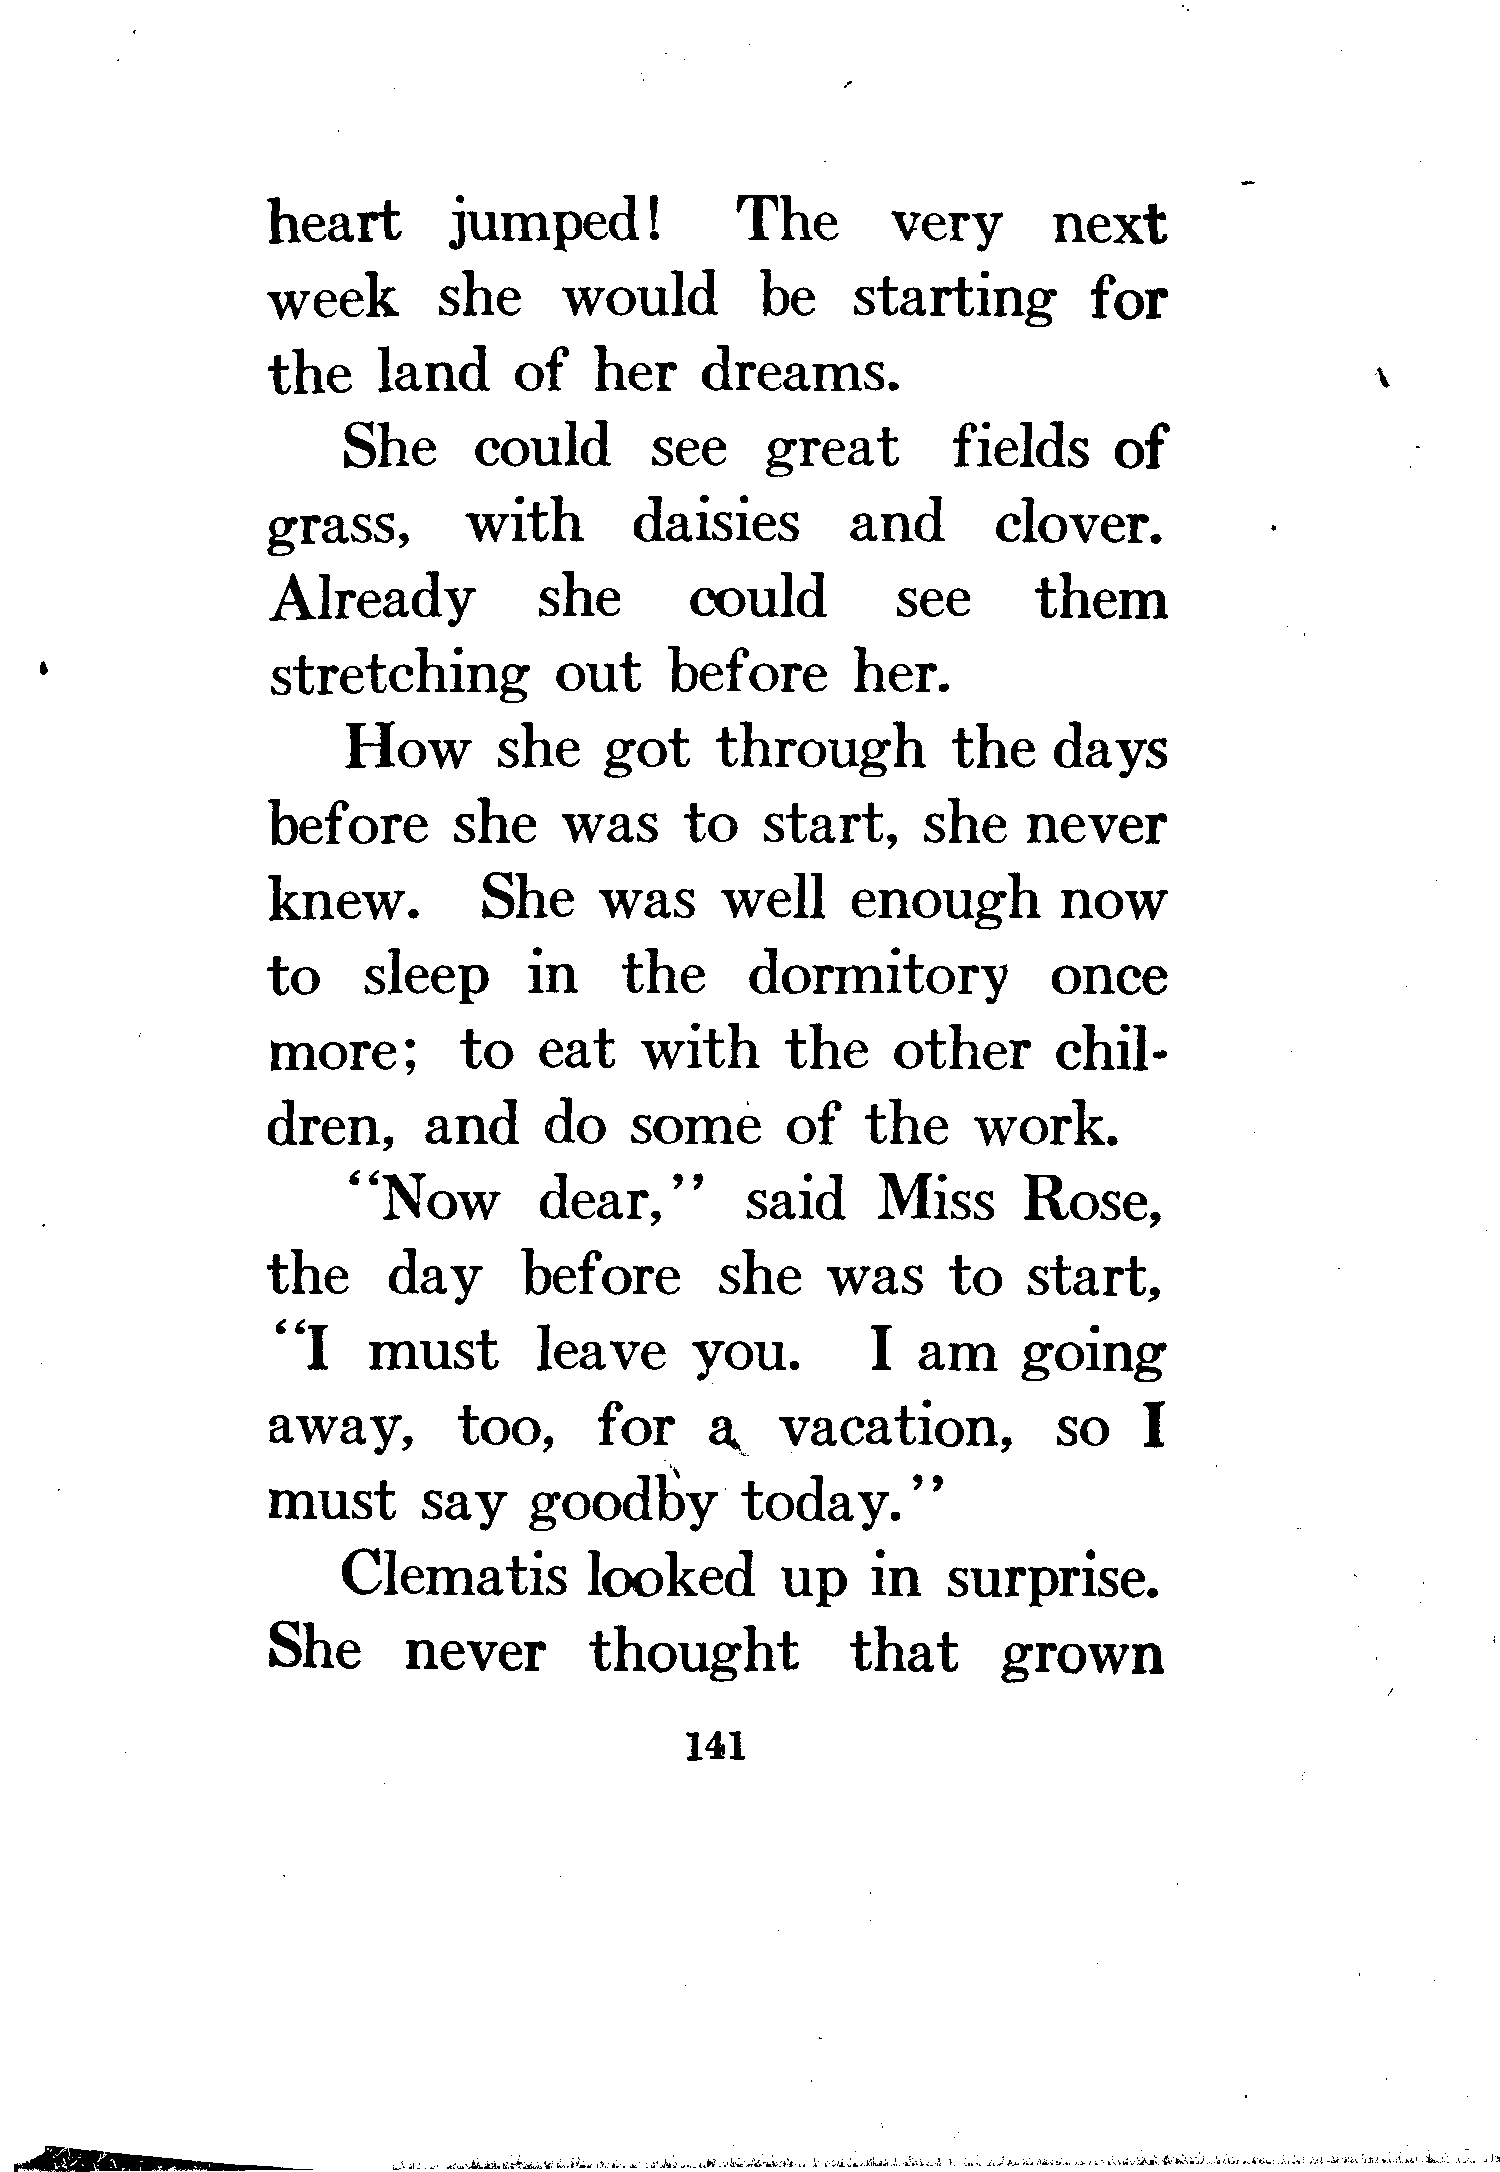 heart jumped! The very next
week she would be starting for
the land of her dreams.
She could see great fields of
grass, with daisies and clover.
Already she could see them
stretching out before her.
How she got through the days
before she was to start, she never
knew. She was well enough now
to sleep in the dormitory once
more; to eat with the other chil-
dren, and do some of the work.
"Now dear," said Miss Rose,
the day before she was to start,
"I must leave you. I am going
away, too, for a vacation, so I
must say goodby today."
Clematis looked up in surprise.
She never thought that grown
141